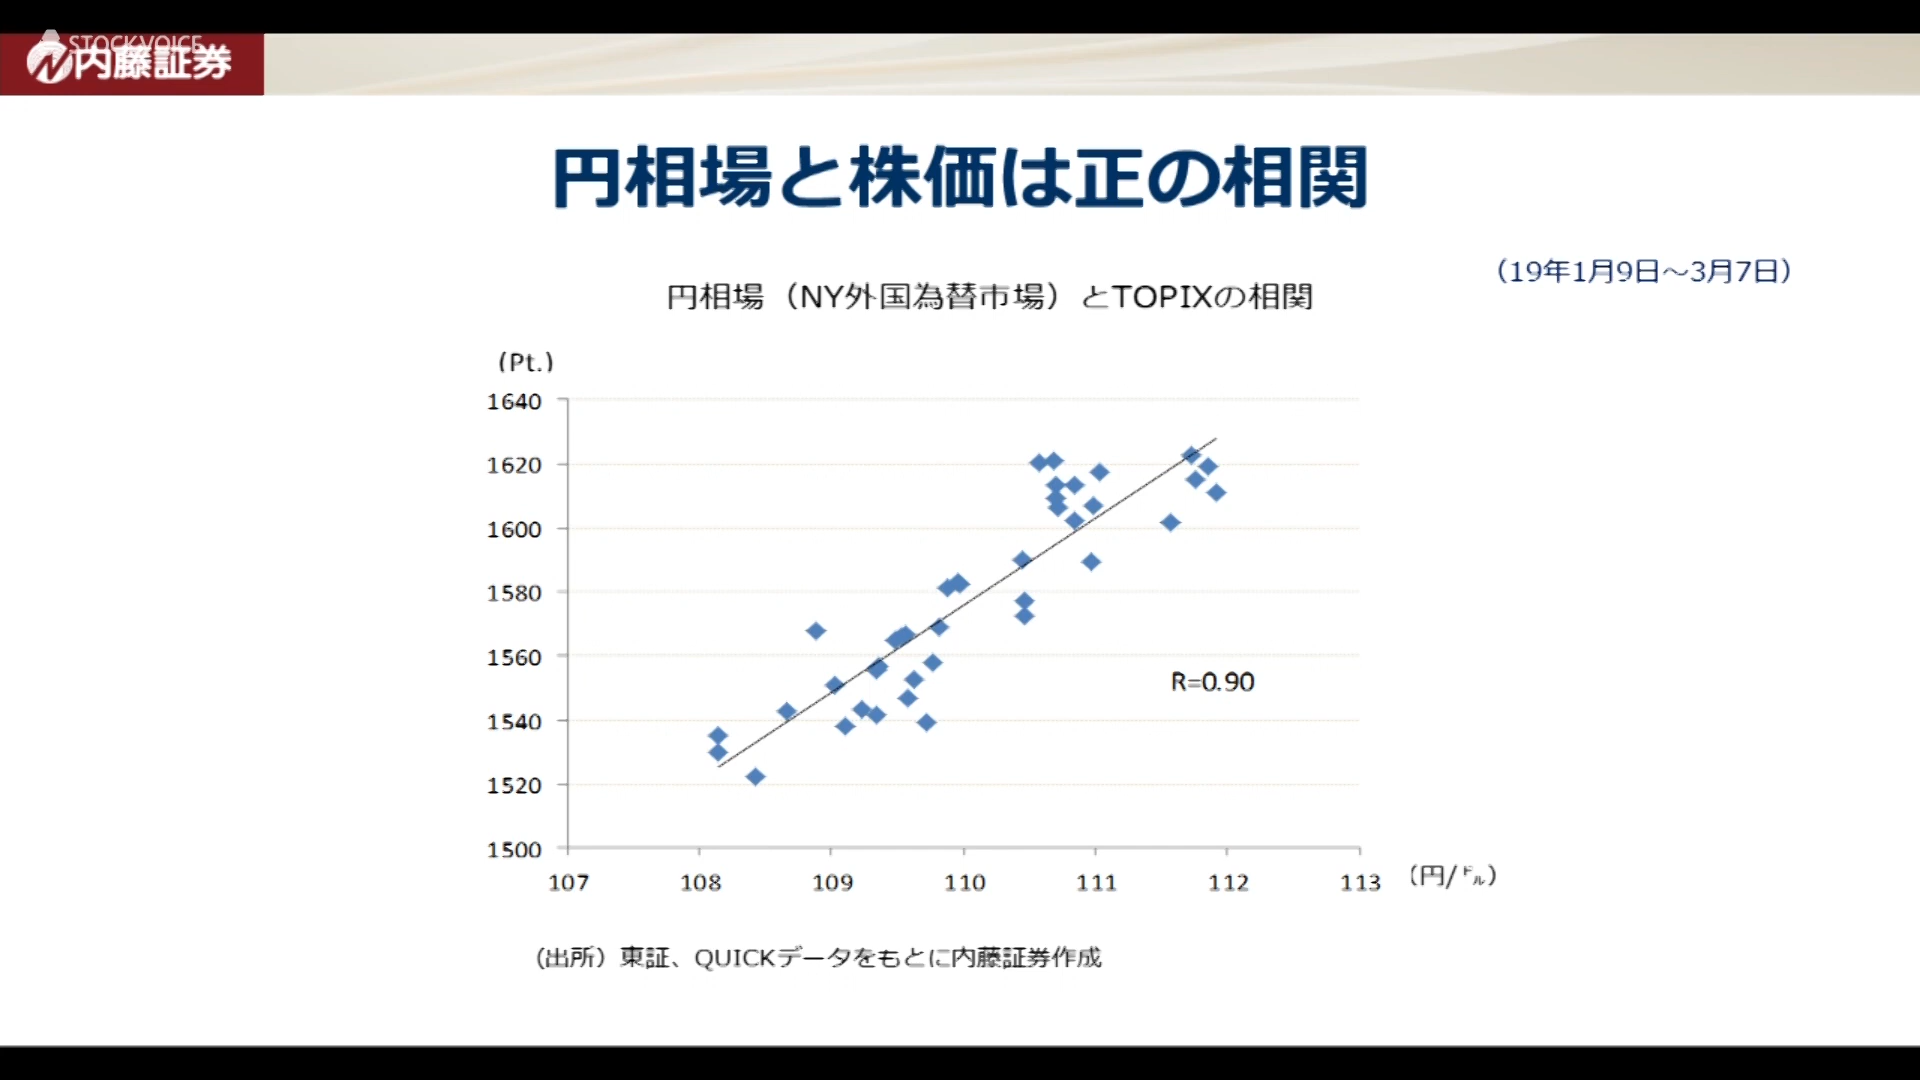 STOCKVOICE
内藤証券
円相場と株価は正の相関
（19年1月9日～3月7日）
円相場（NY外国為替市場）とTOPIXの相関
(Pt.)
1640
1620
1600
1580
1560
1540
1520
1500
R=0.90
107 108 109 110 111 112 113 （円/㌦）
（出所）東証、QUICKデータをもとに内藤証券作成